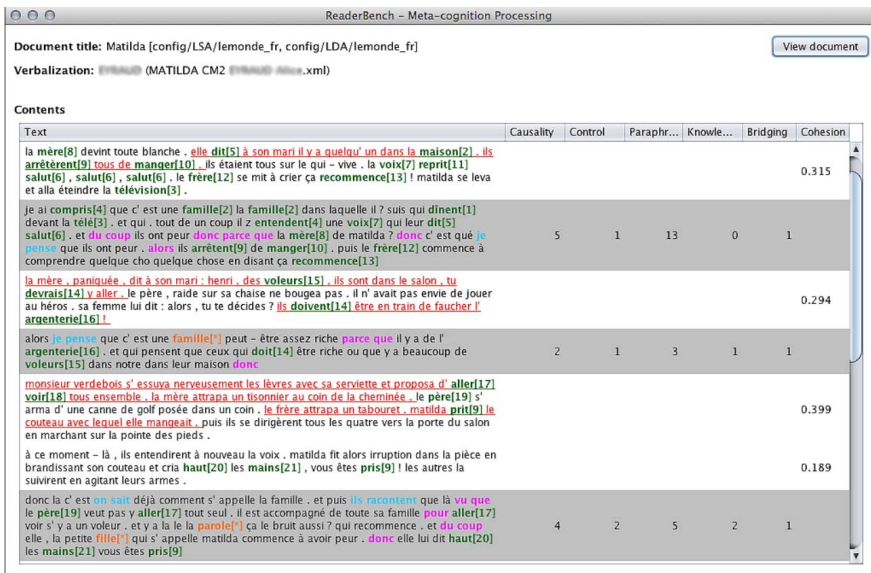 ReaderBench - Meta-cognition Processing
Document title: Matilda [config/LSA/lemonde_fr, config/LDA/lemonde_fr]
View document
Verbalization: (MATILDA CM2 .xml)
Contents
Text Causality Control Paraphr... Knowle... Bridging Cohesion
la mère[8] devint toute blanche . elle dit[5] à son mari il y a quelqu' un dans la maison[2] . ils
arrêtèrent[9] tous de manger[10] . ils étaient tous sur le qui - vive . la voix[7] reprit[11]
salut[6] , salut[6] , salut[6] . le frère[12] se mit à crier ça recommence[13] ! matilda se leva
et alla éteindre la télévision[3] .
0.315
je ai compris[4] que c' est une famille[2] la famille[2] dans laquelle il ? suis qui dînent[1]
devant la télé[3] . et qui . tout de un coup il z entendent[4] une voix[7] qui leur dit[5]
salut[6] . et du coup ils ont peur donc parce que la mère[8] de matilda ? donc c' est qué je
pense que ils ont peur . alors ils arrêtent[9] de manger[10] . puis le frère[12] commence à
comprendre quelque cho quelque chose en disant ça recommence[13]
5 1 13 0 1
la mère , paniquée , dit à son mari : henri , des voleurs[15] . ils sont dans le salon , tu
devrais[14] y aller . le père , raide sur sa chaise ne bougea pas . il n' avait pas envie de jouer
au héros . sa femme lui dit : alors , tu te décides ? ils doivent[14] être en train de faucher l'
argenterie[16] !
0.294
alors je pense que c' est une famille[*] peut - être assez riche parce que il y a de l'
argenterie[16] . et qui pensent que ceux qui doit[14] être riche ou que y a beaucoup de
voleurs[15] dans notre dans leur maison donc
2 1 3 1 1
monsieur verdebois s' essuya nerveusement les lèvres avec sa serviette et proposa d' aller[17]
voir[18] tous ensemble . la mère attrapa un tisonnier au coin de la cheminée . le père[19] s'
arma d' une canne de golf posée dans un coin . le frère attrapa un tabouret . matilda prit[9] le
couteau avec lequel elle mangeait . puis ils se dirigèrent tous les quatre vers la porte du salon
en marchant sur la pointe des pieds .
0.399
à ce moment - là , ils entendirent à nouveau la voix . matilda fit alors irruption dans la pièce en
brandissant son couteau et cria haut[20] les mains[21] , vous êtes pris[9] ! les autres la
suivirent en agitant leurs armes .
0.189
donc la c' est on sait déjà comment s' appelle la famille . et puis ils racontent que là vu que
le père[19] veut pas y aller[17] tout seul . il est accompagné de toute sa famille pour aller[17]
voir s' y a un voleur . et y a la le la parole[*] ça le bruit aussi ? qui recommence . et du coup
elle , la petite fille[*] qui s' appelle matilda commence à avoir peur . donc elle lui dit haut[20]
les mains[21] vous êtes pris[9]
4 2 5 2 1